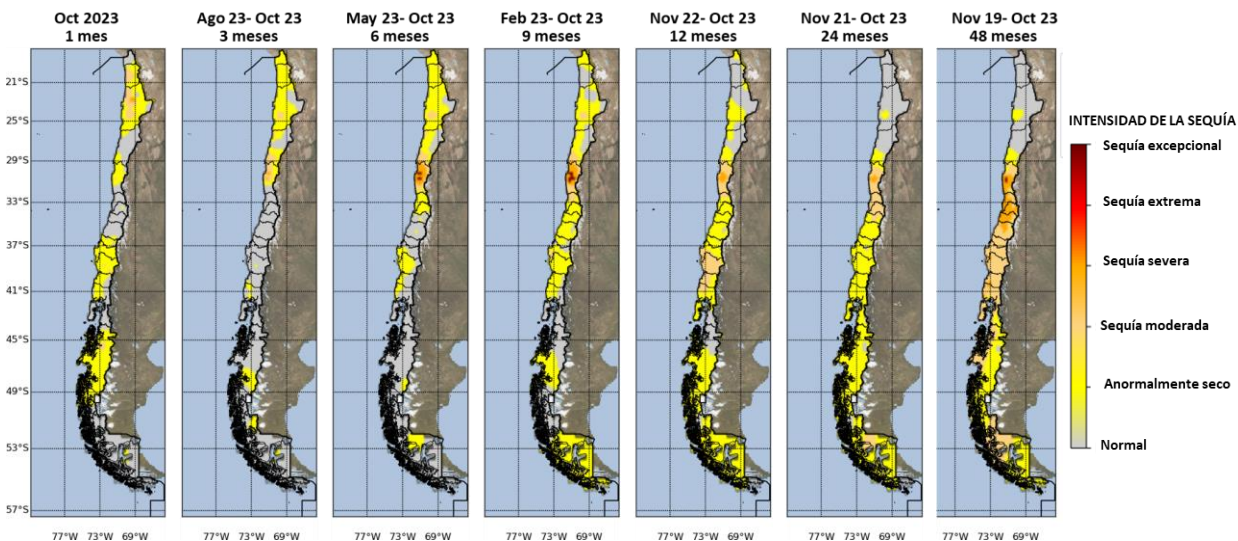 Oct 2023
1 mes
Ago 23- Oct 23
3 meses
May 23- Oct 23
6 meses
Feb 23- Oct 23
9 meses
Nov 22- Oct 23
12 meses
Nov 21- Oct 23
24 meses
Nov 19- Oct 23
48 meses
21°S
25°S
29°S
33°S
37°S
41°S
45°S
49°S
53°S
57°S
77°W 73°W 69°W
77°W 73°W 69°W
77°W 73°W 69°W
77°W 73°W 69°W
77°W 73°W 69°W
77°W 73°W 69°W
77°W 73°W 69°W
INTENSIDAD DE LA SEQUÍA
Sequía excepcional
Sequía extrema
Sequía severa
Sequía moderada
Anormalmente seco
Normal